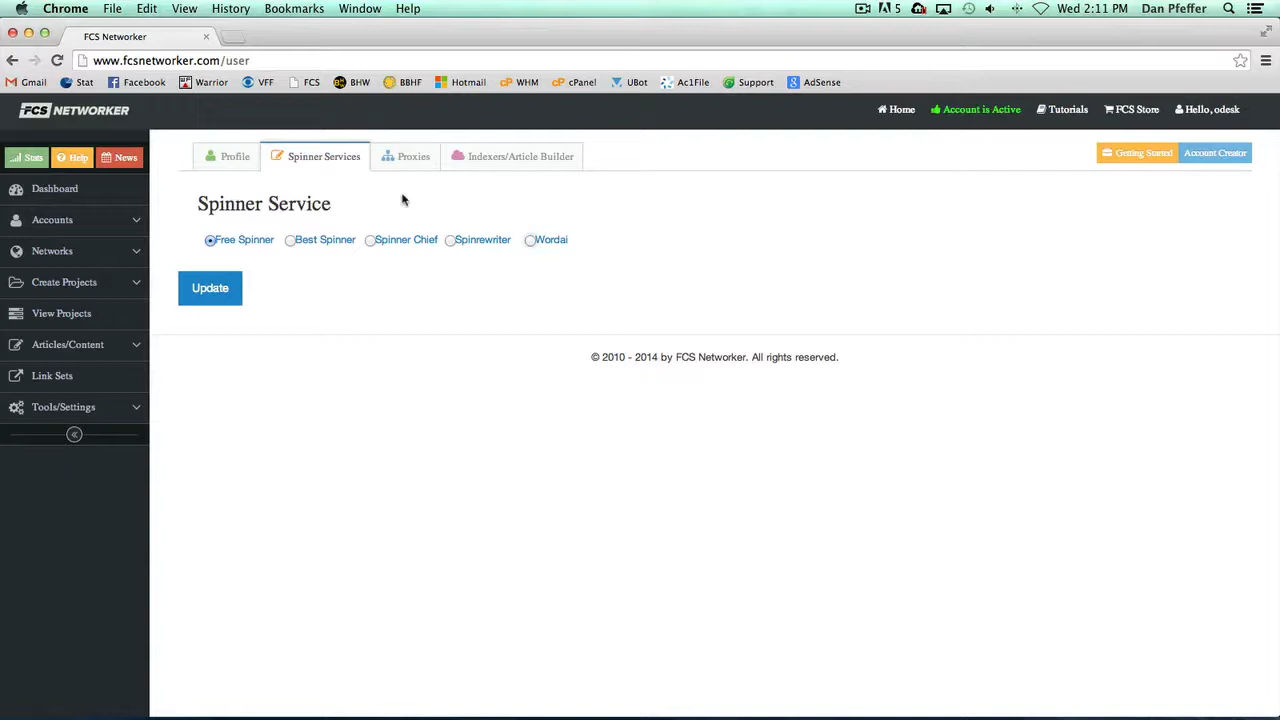 Chrome File Edit View History Bookmarks Window Help 5 Wed 2:11 PM Dan Pfeffer
FCS Networker
www.fcsnetworker.com/user
Gmail Stat Facebook Warrior VFF FCS BHW BBHF Hotmail WHM cPanel UBot Ac1File Support AdSense
FCS NETWORKER Home Account is Active Tutorials FCS Store Hello, odesk
Stats Help News
Profile Spinner Services Proxies Indexers/Article Builder Getting Started Account Creator
Dashboard
Accounts
Networks
Create Projects
View Projects
Articles/Content
Link Sets
Tools/Settings
Spinner Service
Free Spinner Best Spinner Spinner Chief Spinrewriter Wordai
Update
© 2010 - 2014 by FCS Networker. All rights reserved.